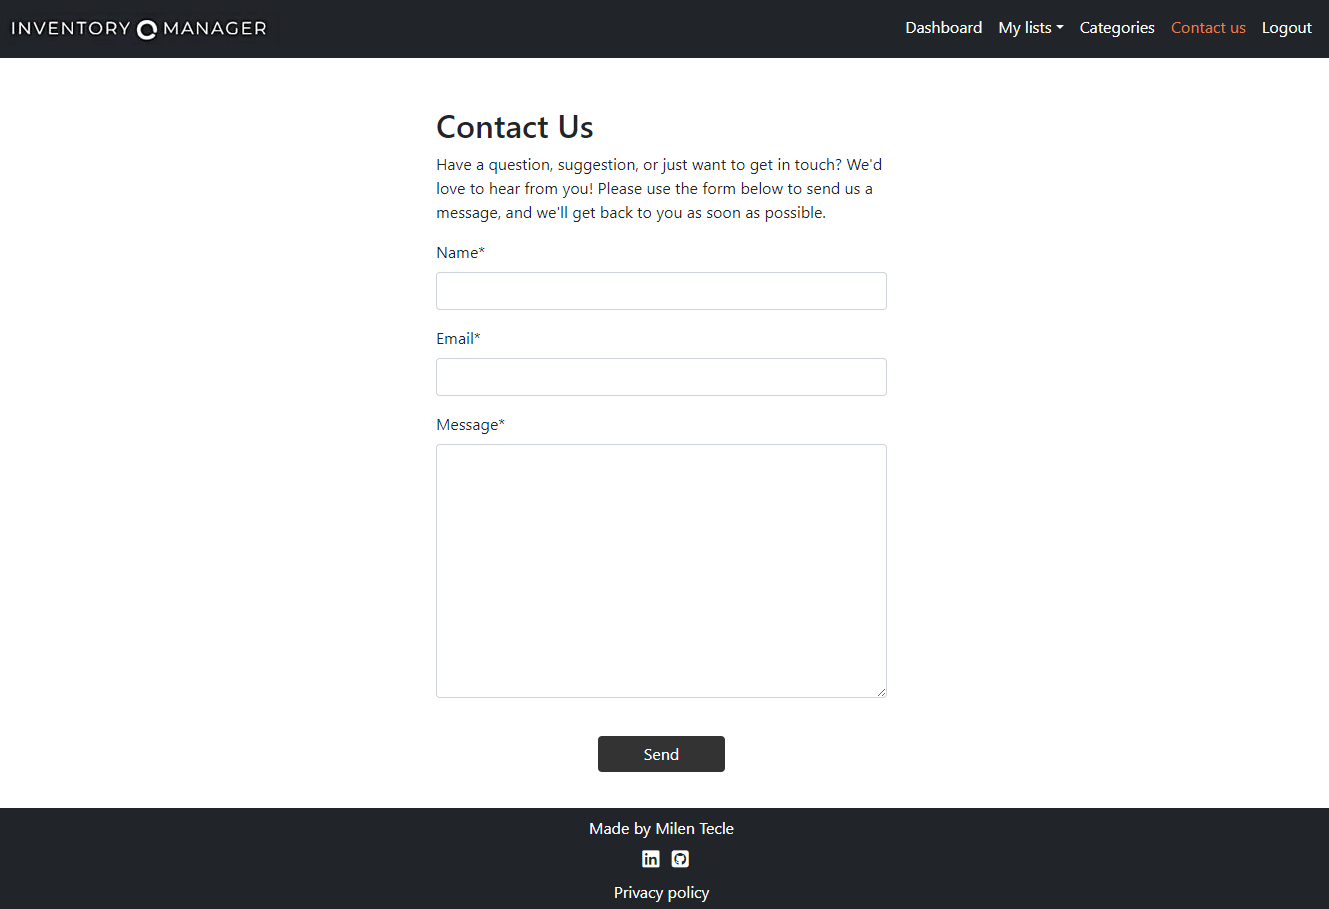 INVENTORY MANAGER
Dashboard My lists Categories Contact us Logout
Contact Us
Have a question, suggestion, or just want to get in touch? We'd
love to hear from you! Please use the form below to send us a
message, and we'll get back to you as soon as possible.
Name*
Email*
Message*
Send
Made by Milen Tecle
in
Privacy policy